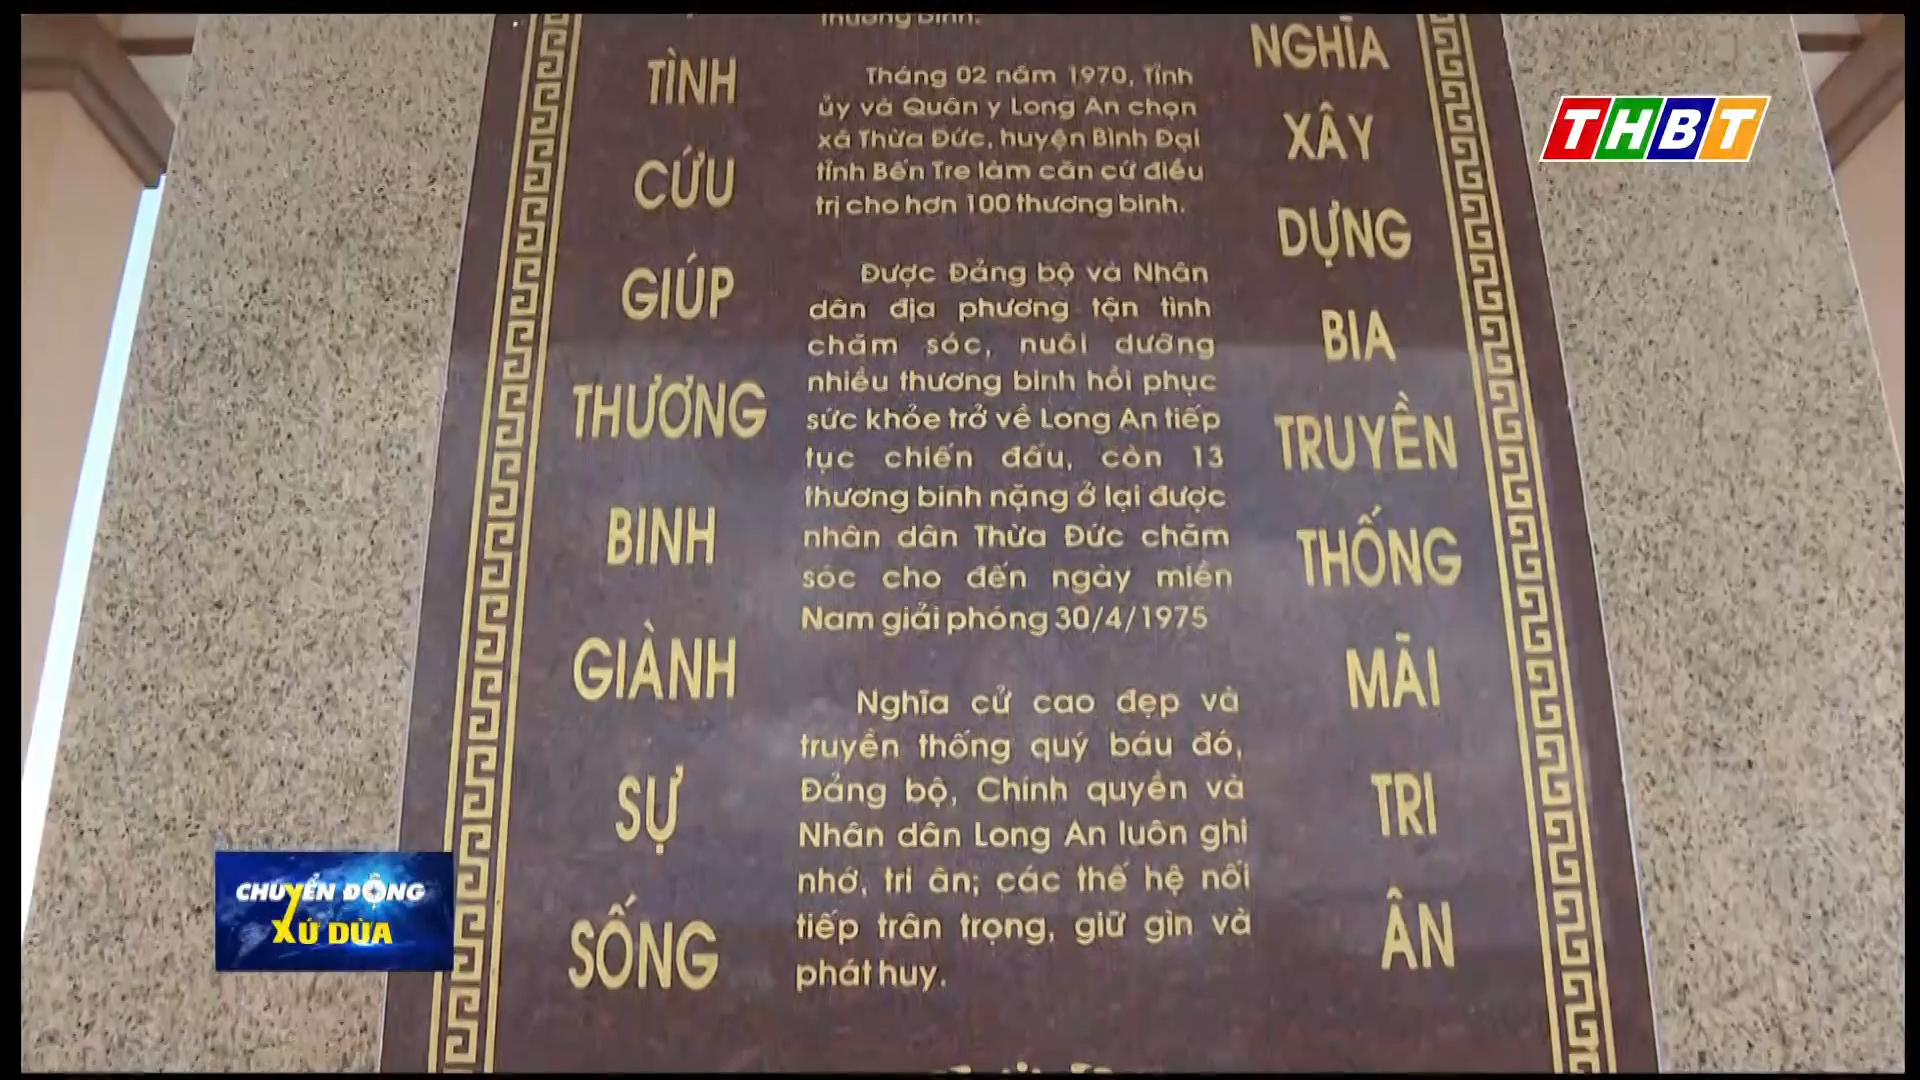 TÌNH
CỨU
GIÚP
THƯƠNG
BINH
GIÀNH
SỰ
SỐNG
thương binh.
Tháng 02 năm 1970, Tỉnh
ủy và Quân y Long An chọn
xã Thừa Đức, huyện Bình Đại
tỉnh Bến Tre làm căn cứ điều
trị cho hơn 100 thương binh.
Được Đảng bộ và Nhân
dân địa phương tận tình
chăm sóc, nuôi dưỡng
nhiều thương binh hồi phục
sức khỏe trở về Long An tiếp
tục chiến đấu, còn 13
thương binh nặng ở lại được
nhân dân Thừa Đức chăm
sóc cho đến ngày miền
Nam giải phóng 30/4/1975
Nghĩa cử cao đẹp và
truyền thống quý báu đó,
Đảng bộ, Chính quyền và
Nhân dân Long An luôn ghi
nhớ, tri ân; các thế hệ nối
tiếp trân trọng, giữ gìn và
phát huy.
NGHĨA
XÂY
DỰNG
BIA
TRUYỀN
THỐNG
MÃI
TRI
ÂN
THBT
CHUYỂN ĐỘNG
XỨ DỪA